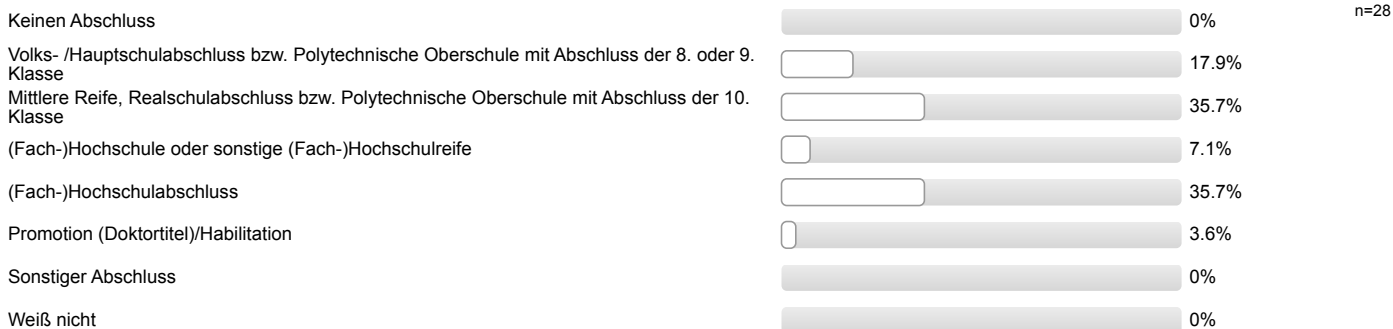 Keinen Abschluss 0% n=28
Volks- /Hauptschulabschluss bzw. Polytechnische Oberschule mit Abschluss der 8. oder 9.
Klasse 17.9%
Mittlere Reife, Realschulabschluss bzw. Polytechnische Oberschule mit Abschluss der 10.
Klasse 35.7%
(Fach-)Hochschule oder sonstige (Fach-)Hochschulreife 7.1%
(Fach-)Hochschulabschluss 35.7%
Promotion (Doktortitel)/Habilitation 3.6%
Sonstiger Abschluss 0%
Weiß nicht 0%